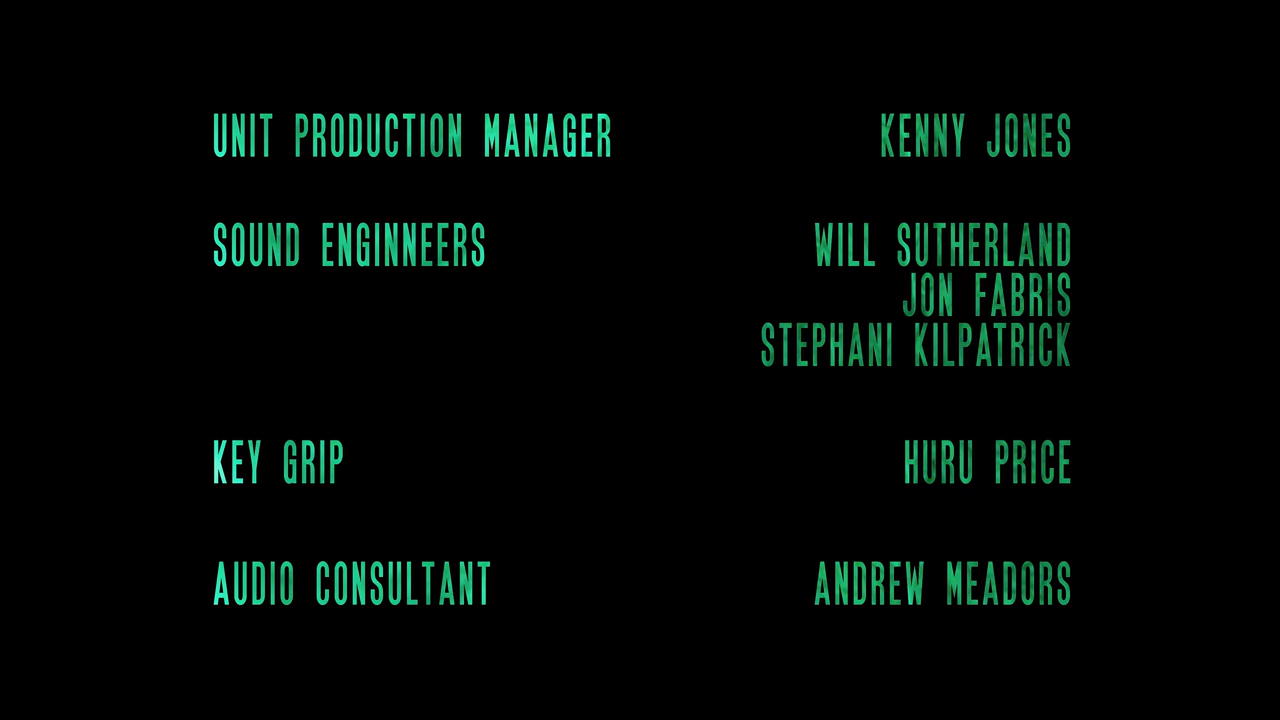 UNIT PRODUCTION MANAGER KENNY JONES
SOUND ENGINNEERS WILL SUTHERLAND
JON FABRIS
STEPHANI KILPATRICK
KEY GRIP HURU PRICE
AUDIO CONSULTANT ANDREW MEADORS